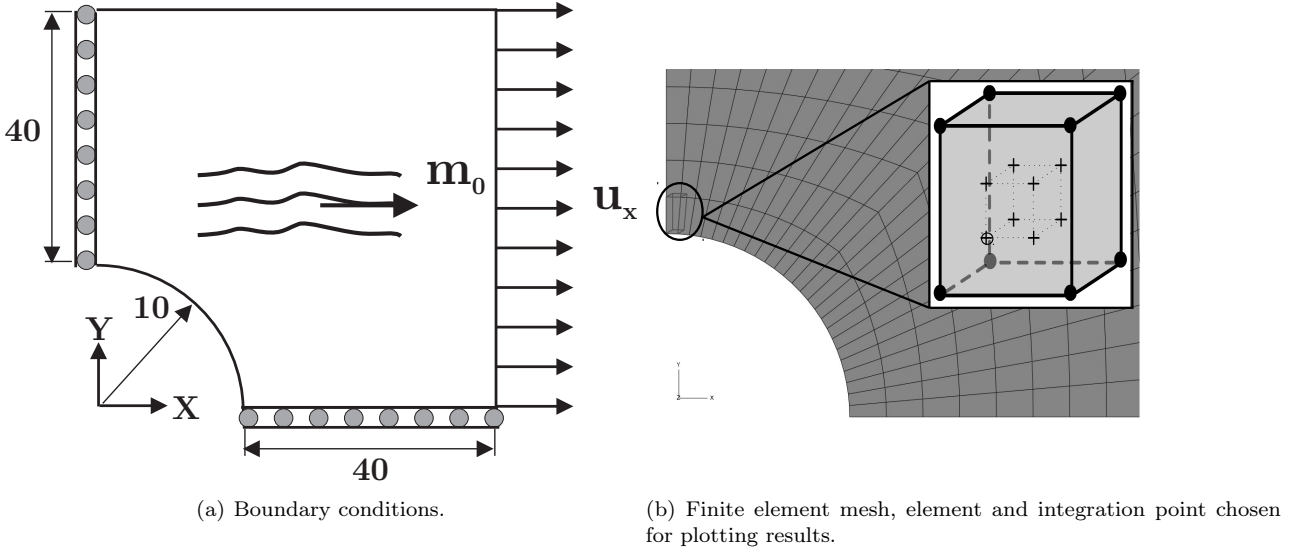 40
m₀
10
Y
X
40
uₓ
Y
Z X
(a) Boundary conditions.
(b) Finite element mesh, element and integration point chosen
for plotting results.